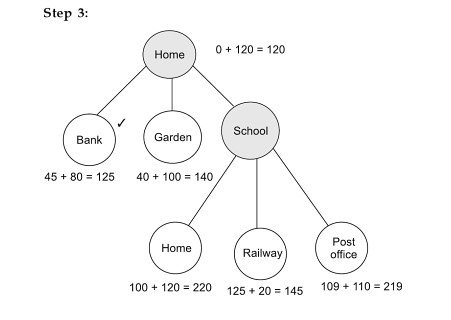 Step 3:
Home
0 + 120 = 120
Bank
✓
Garden
School
45 + 80 = 125
40 + 100 = 140
Home
Railway
Post
office
100 + 120 = 220
125 + 20 = 145
109 + 110 = 219